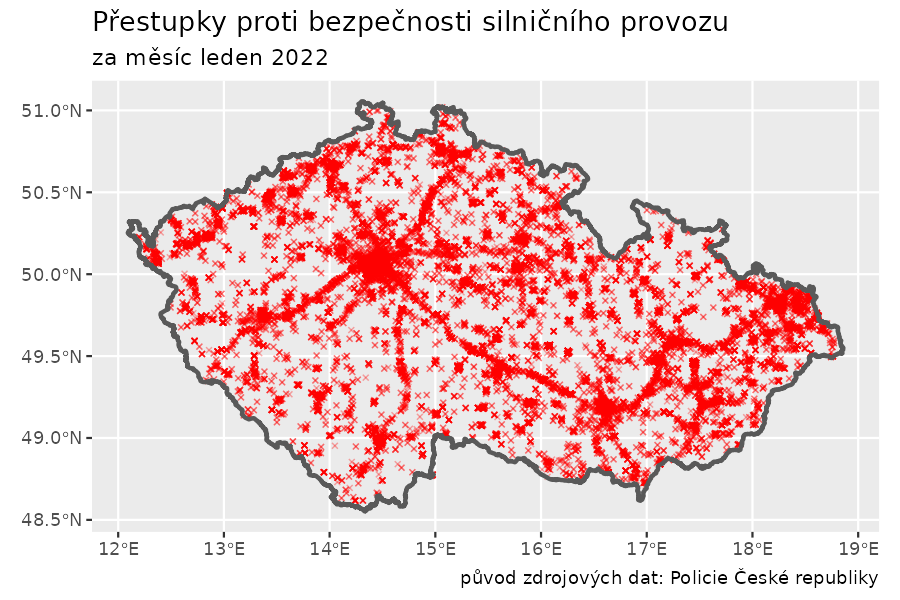 Přestupky proti bezpečnosti silničního provozu
za měsíc leden 2022
51.0°N
50.5°N
50.0°N
49.5°N
49.0°N
48.5°N
12°E 13°E 14°E 15°E 16°E 17°E 18°E 19°E
původ zdrojových dat: Policie České republiky